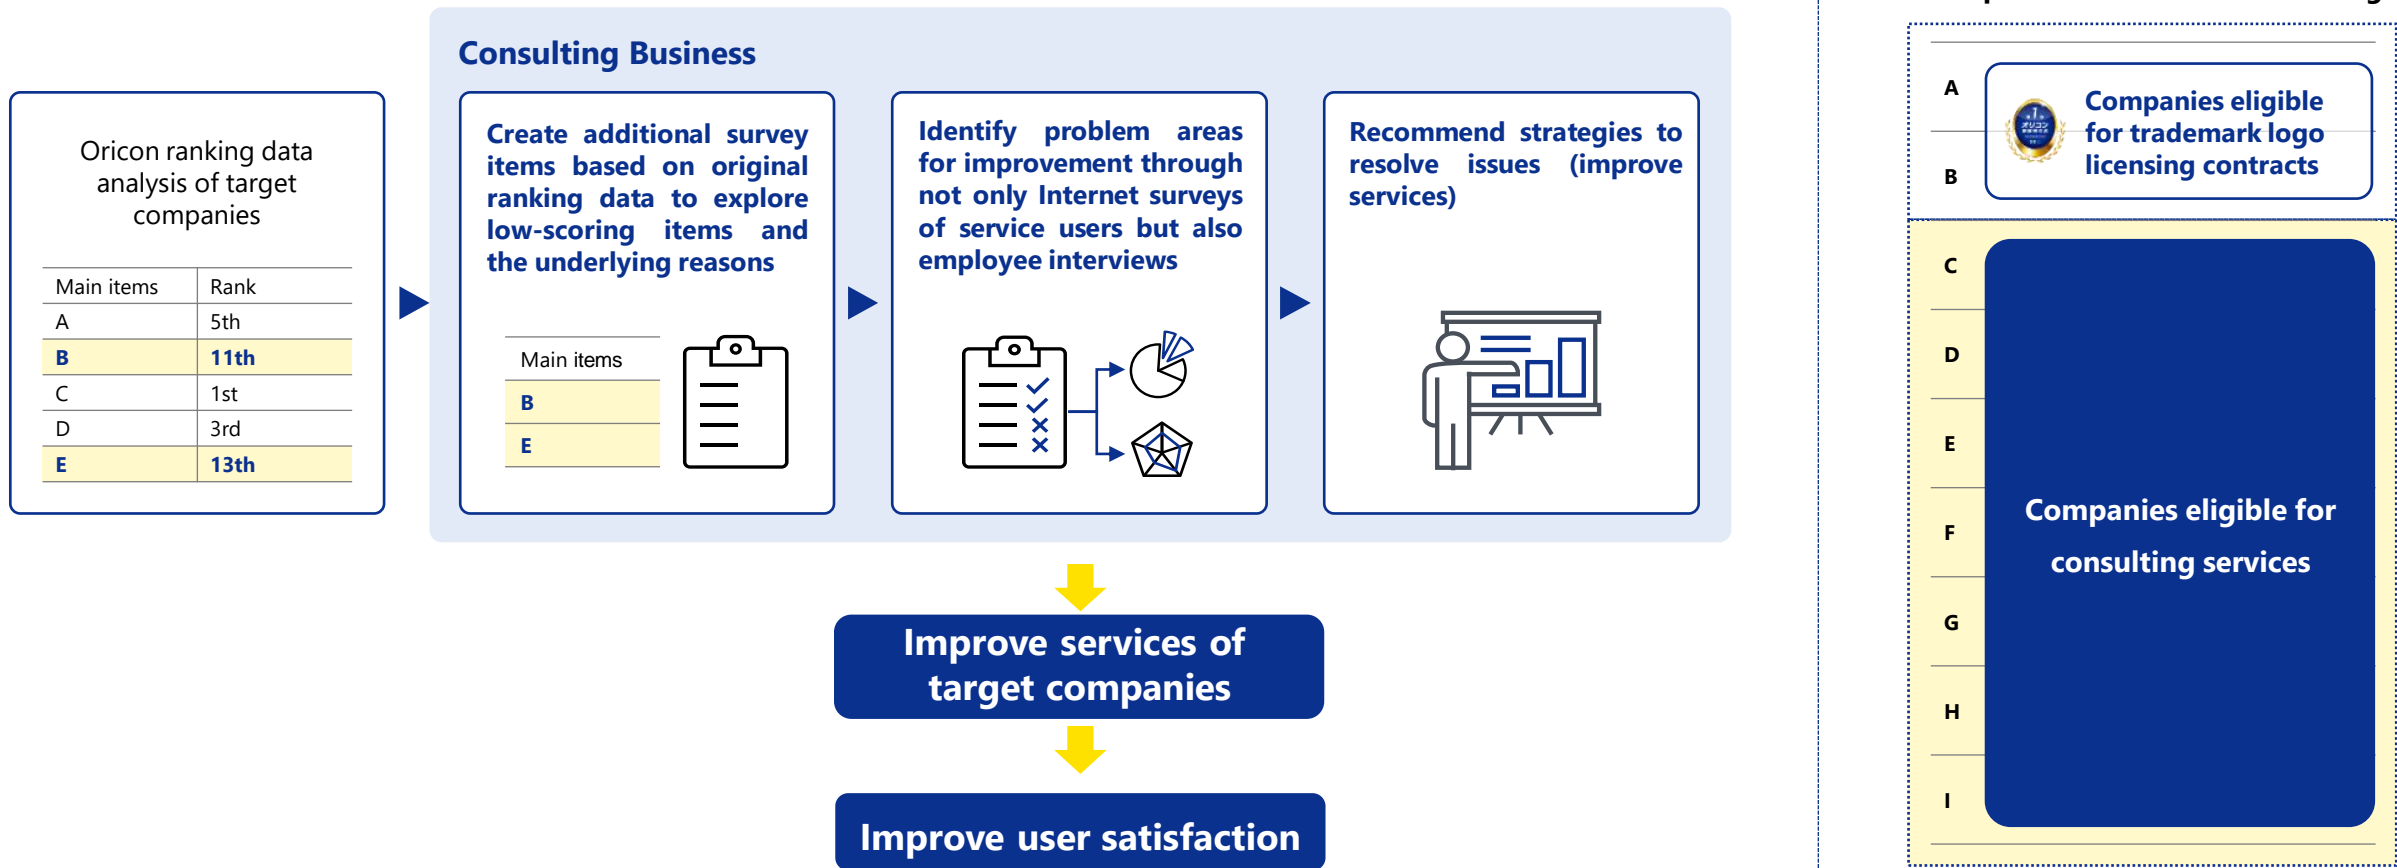 Consulting Business
Oricon ranking data
analysis of target
companies
Main items Rank
A 5th
B 11th
C 1st
D 3rd
E 13th
Create additional survey
items based on original
ranking data to explore
low-scoring items and
the underlying reasons
Main items
B
E
Identify problem areas
for improvement through
not only Internet surveys
of service users but also
employee interviews
Recommend strategies to
resolve issues (improve
services)
Improve services of
target companies
Improve user satisfaction
A
B
オリコン
Companies eligible
for trademark logo
licensing contracts
C
D
E
F
G
H
I
Companies eligible for
consulting services